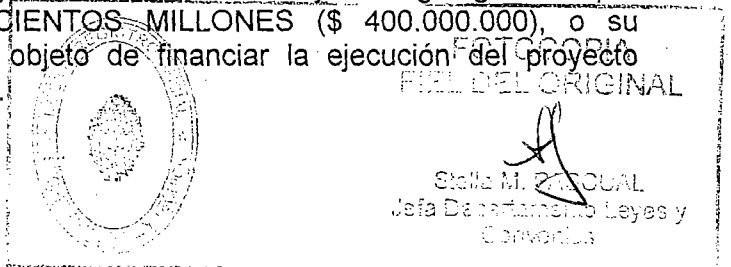 CIENTOS MILLONES ($ 400.000.000), o su
objeto de financiar la ejecución del proyecto
FOTOCOPIA
FIEL DEL ORIGINAL
Stella M. PASCUAL
Jefa Departamento Leyes y
Convenios